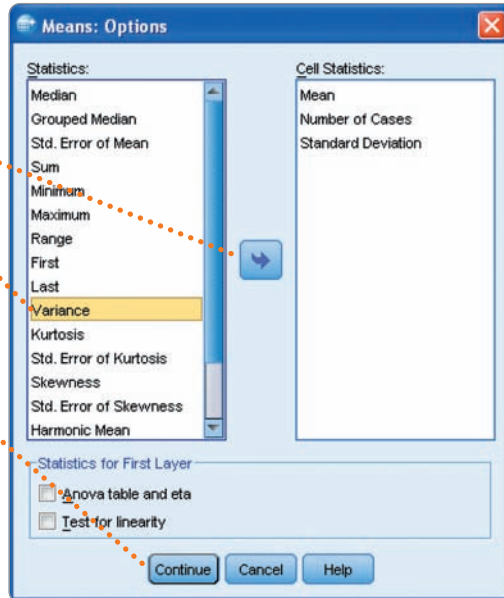 Means: Options
Statistics:
Median
Grouped Median
Std. Error of Mean
Sum
Minimum
Maximum
Range
First
Last
Variance
Kurtosis
Std. Error of Kurtosis
Skewness
Std. Error of Skewness
Harmonic Mean
Cell Statistics:
Mean
Number of Cases
Standard Deviation
Statistics for First Layer
Anova table and eta
Test for linearity
Continue
Cancel
Help